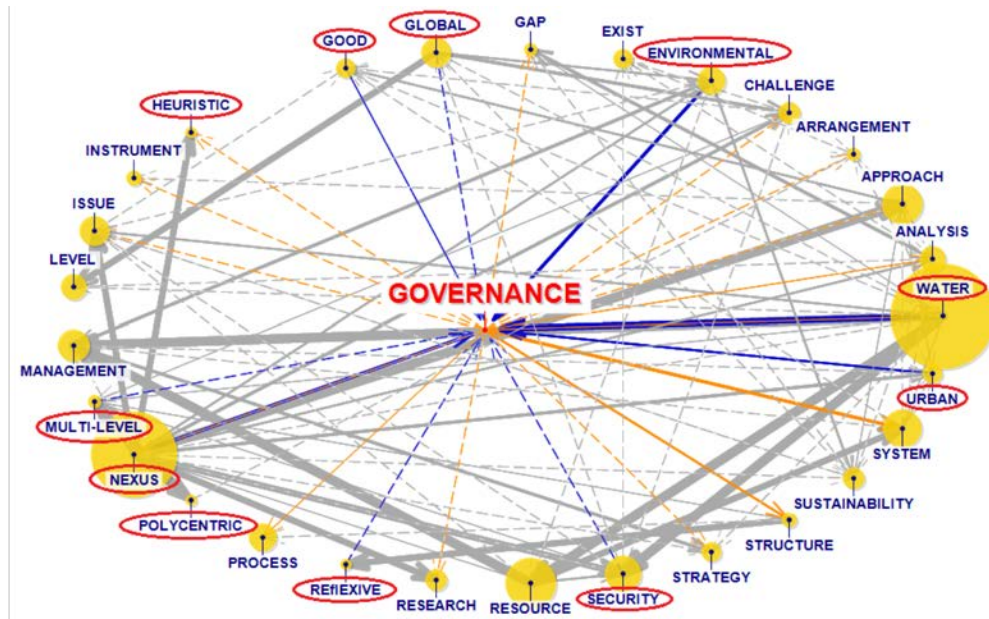 GLOBAL
GAP
GOOD
EXIST
ENVIRONMENTAL
CHALLENGE
HEURISTIC
ARRANGEMENT
INSTRUMENT
APPROACH
ISSUE
ANALYSIS
LEVEL
WATER
GOVERNANCE
MANAGEMENT
URBAN
MULTI-LEVEL
SYSTEM
NEXUS
SUSTAINABILITY
POLYCENTRIC
STRUCTURE
PROCESS
STRATEGY
REflEXIVE
RESEARCH
RESOURCE
SECURITY